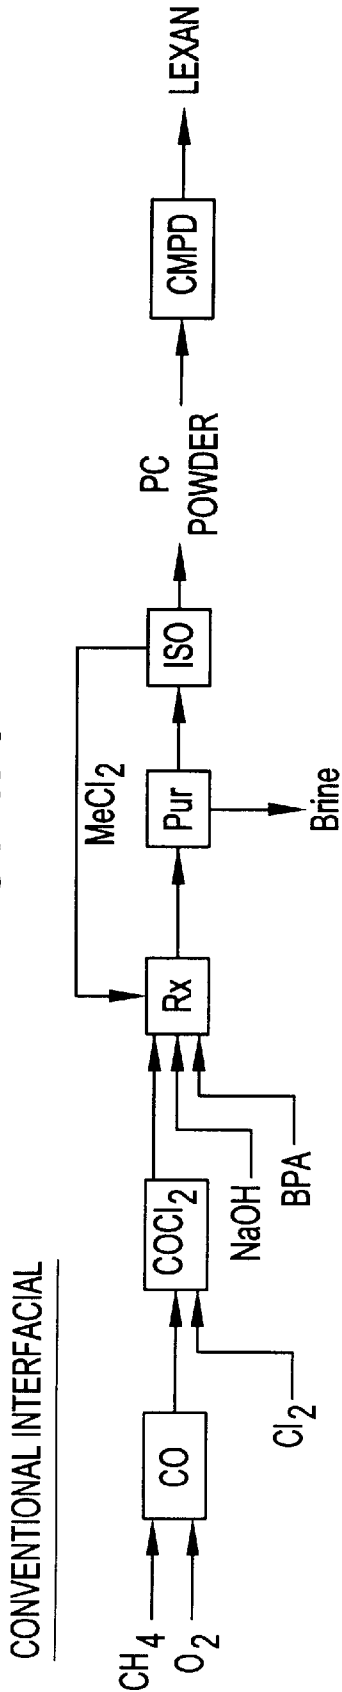 CONVENTIONAL INTERFACIAL
CH4
O2
CO
Cl2
COCl2
NaOH
BPA
Rx
MeCl2
Pur
Brine
ISO
PC
POWDER
CMPD
LEXAN